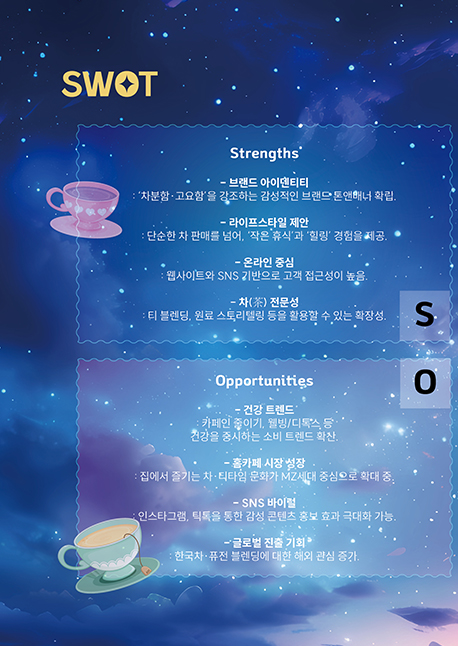 SWOT
Strengths
- 브랜드 아이덴티티
: '차분함·고요함'을 강조하는 감성적인 브랜드 톤앤매너 확립.
- 라이프스타일 제안
: 단순한 차 판매를 넘어, '작은 휴식'과 '힐링' 경험을 제공.
- 온라인 중심
: 웹사이트와 SNS 기반으로 고객 접근성이 높음.
- 차(茶) 전문성
: 티 블렌딩, 원료 스토리텔링 등을 활용할 수 있는 확장성.
S
O
Opportunities
- 건강 트렌드
: 카페인 줄이기, 웰빙/디톡스 등
건강을 중시하는 소비 트렌드 확산.
- 홈카페 시장 성장
: 집에서 즐기는 차·티타임 문화가 MZ세대 중심으로 확대 중.
- SNS 바이럴
: 인스타그램, 틱톡을 통한 감성 콘텐츠 홍보 효과 극대화 가능.
- 글로벌 진출 기회
: 한국차·퓨전 블렌딩에 대한 해외 관심 증가.